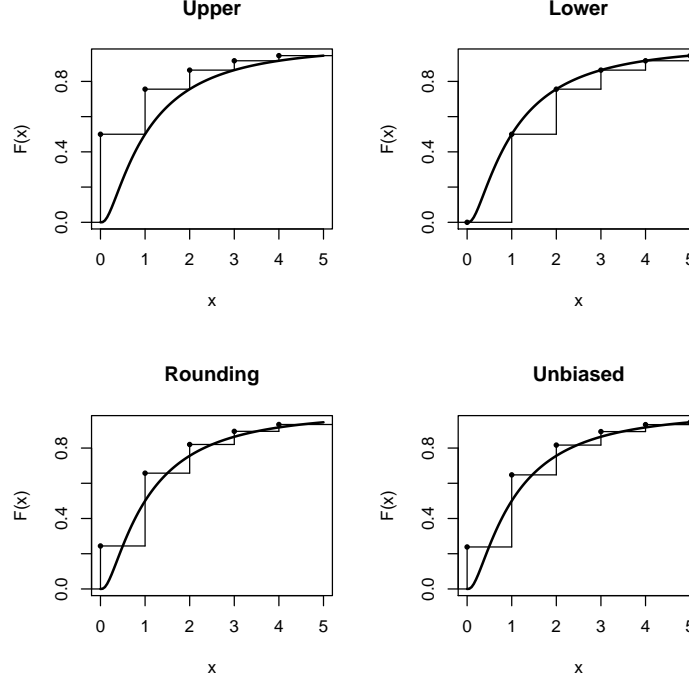 Upper
F(x)
0.0 0.4 0.8
0 1 2 3 4 5
x
Lower
F(x)
0.0 0.4 0.8
0 1 2 3 4 5
x
Rounding
F(x)
0.0 0.4 0.8
0 1 2 3 4 5
x
Unbiased
F(x)
0.0 0.4 0.8
0 1 2 3 4 5
x